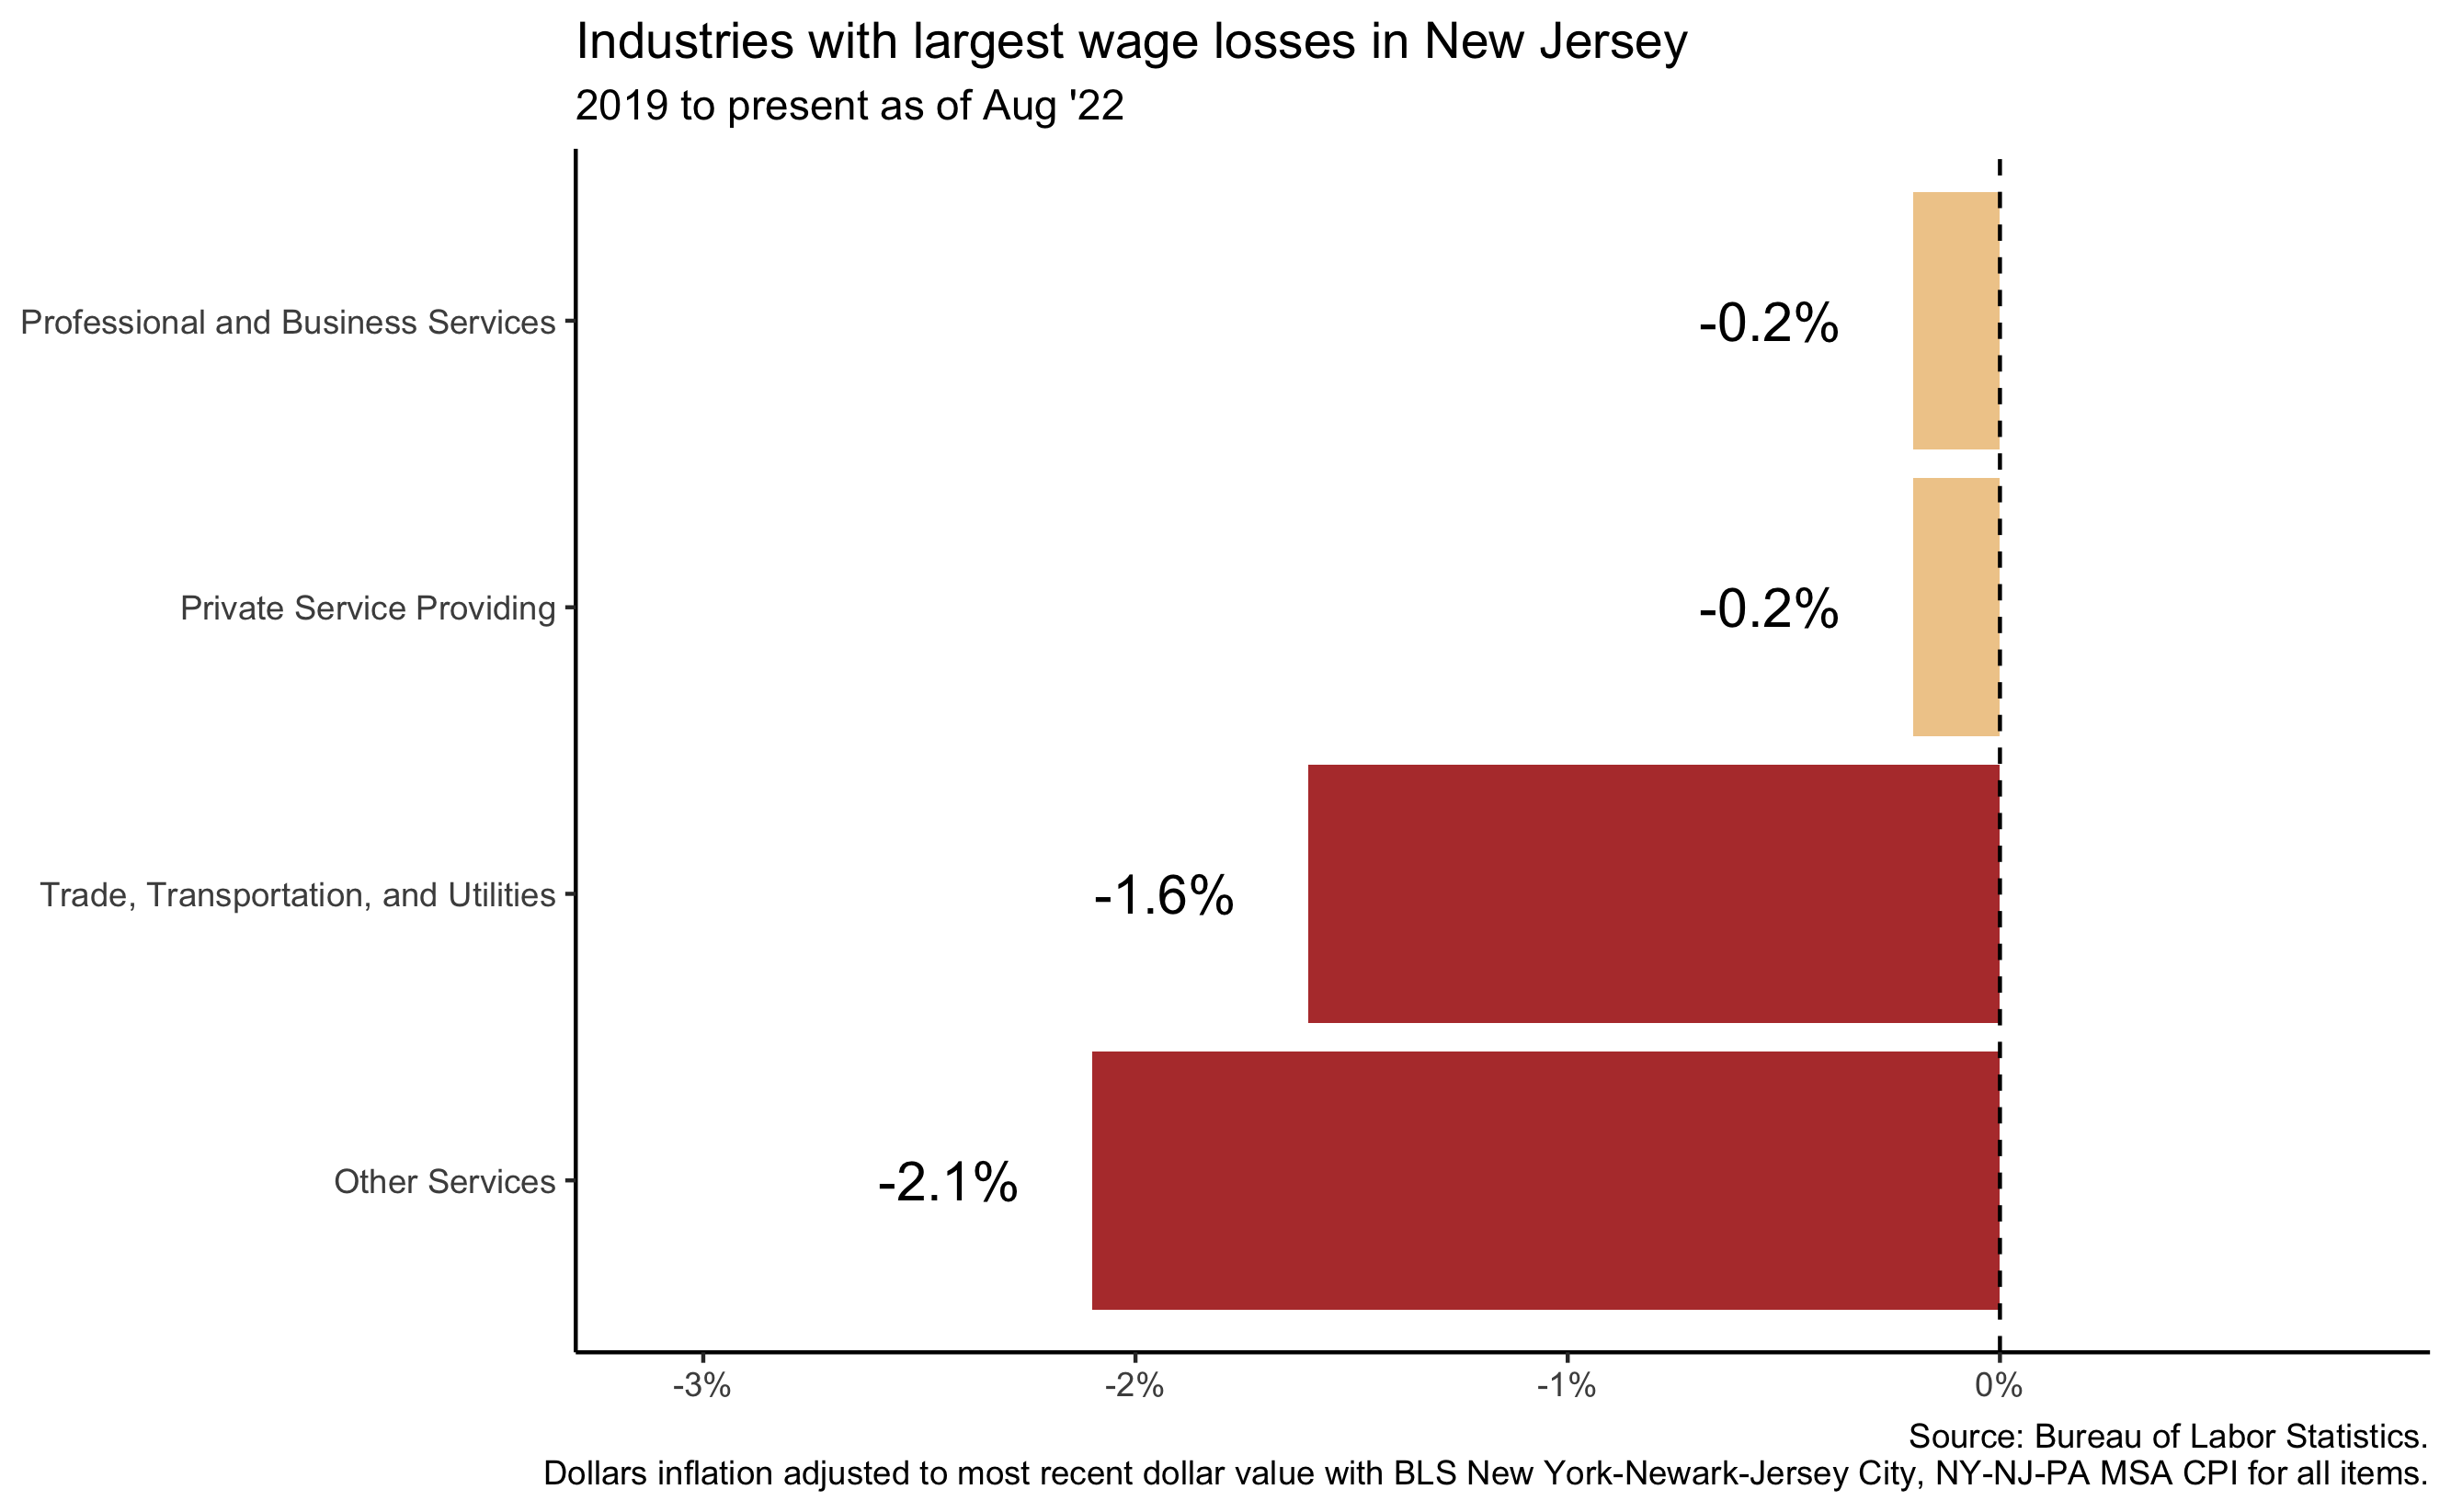 Industries with largest wage losses in New Jersey
2019 to present as of Aug '22
Professional and Business Services
-0.2%
Private Service Providing
-0.2%
Trade, Transportation, and Utilities
-1.6%
Other Services
-2.1%
-3%
-2%
-1%
0%
Source: Bureau of Labor Statistics.
Dollars inflation adjusted to most recent dollar value with BLS New York-Newark-Jersey City, NY-NJ-PA MSA CPI for all items.